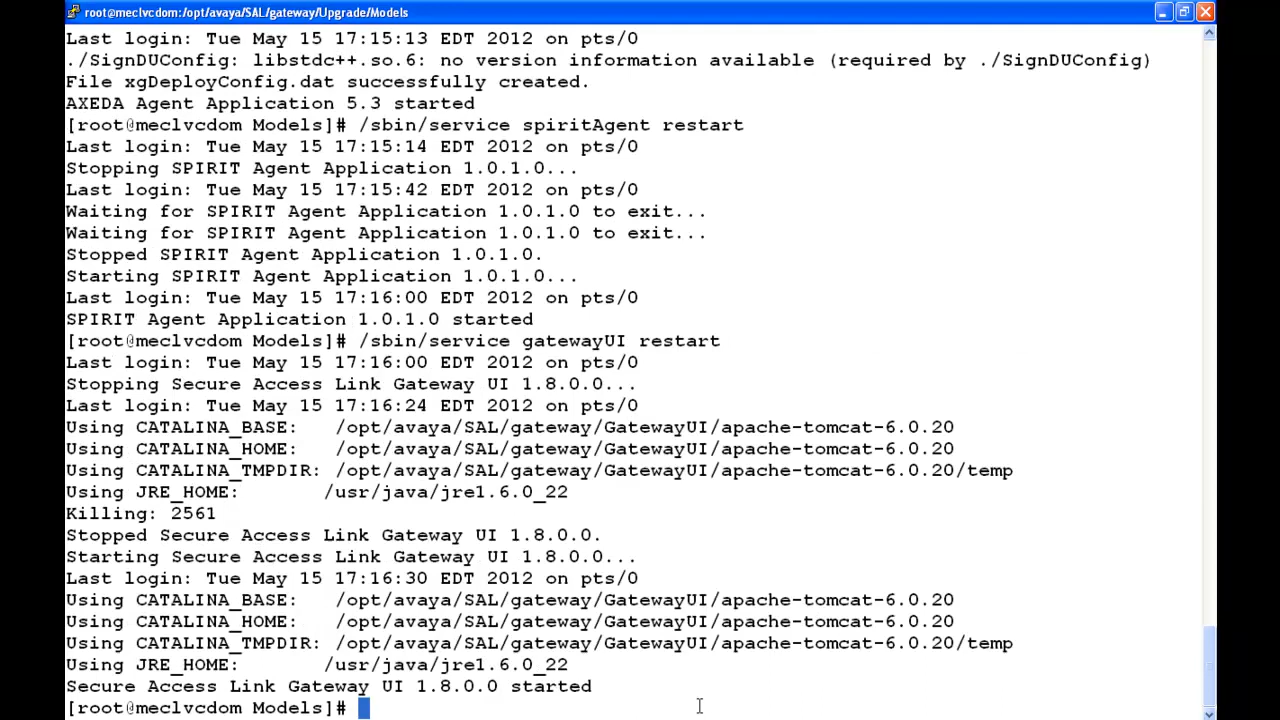 root@meclvcdom:/opt/avaya/SAL/gateway/Upgrade/Models
Last login: Tue May 15 17:15:13 EDT 2012 on pts/0
./SignDUConfig: libstdc++.so.6: no version information available (required by ./SignDUConfig)
File xgDeployConfig.dat successfully created.
AXEDA Agent Application 5.3 started
[root@meclvcdom Models]# /sbin/service spiritAgent restart
Last login: Tue May 15 17:15:14 EDT 2012 on pts/0
Stopping SPIRIT Agent Application 1.0.1.0...
Last login: Tue May 15 17:15:42 EDT 2012 on pts/0
Waiting for SPIRIT Agent Application 1.0.1.0 to exit...
Waiting for SPIRIT Agent Application 1.0.1.0 to exit...
Stopped SPIRIT Agent Application 1.0.1.0.
Starting SPIRIT Agent Application 1.0.1.0...
Last login: Tue May 15 17:16:00 EDT 2012 on pts/0
SPIRIT Agent Application 1.0.1.0 started
[root@meclvcdom Models]# /sbin/service gatewayUI restart
Last login: Tue May 15 17:16:00 EDT 2012 on pts/0
Stopping Secure Access Link Gateway UI 1.8.0.0...
Last login: Tue May 15 17:16:24 EDT 2012 on pts/0
Using CATALINA_BASE:   /opt/avaya/SAL/gateway/GatewayUI/apache-tomcat-6.0.20
Using CATALINA_HOME:   /opt/avaya/SAL/gateway/GatewayUI/apache-tomcat-6.0.20
Using CATALINA_TMPDIR: /opt/avaya/SAL/gateway/GatewayUI/apache-tomcat-6.0.20/temp
Using JRE_HOME:       /usr/java/jre1.6.0_22
Killing: 2561
Stopped Secure Access Link Gateway UI 1.8.0.0.
Starting Secure Access Link Gateway UI 1.8.0.0...
Last login: Tue May 15 17:16:30 EDT 2012 on pts/0
Using CATALINA_BASE:   /opt/avaya/SAL/gateway/GatewayUI/apache-tomcat-6.0.20
Using CATALINA_HOME:   /opt/avaya/SAL/gateway/GatewayUI/apache-tomcat-6.0.20
Using CATALINA_TMPDIR: /opt/avaya/SAL/gateway/GatewayUI/apache-tomcat-6.0.20/temp
Using JRE_HOME:       /usr/java/jre1.6.0_22
Secure Access Link Gateway UI 1.8.0.0 started
[root@meclvcdom Models]#